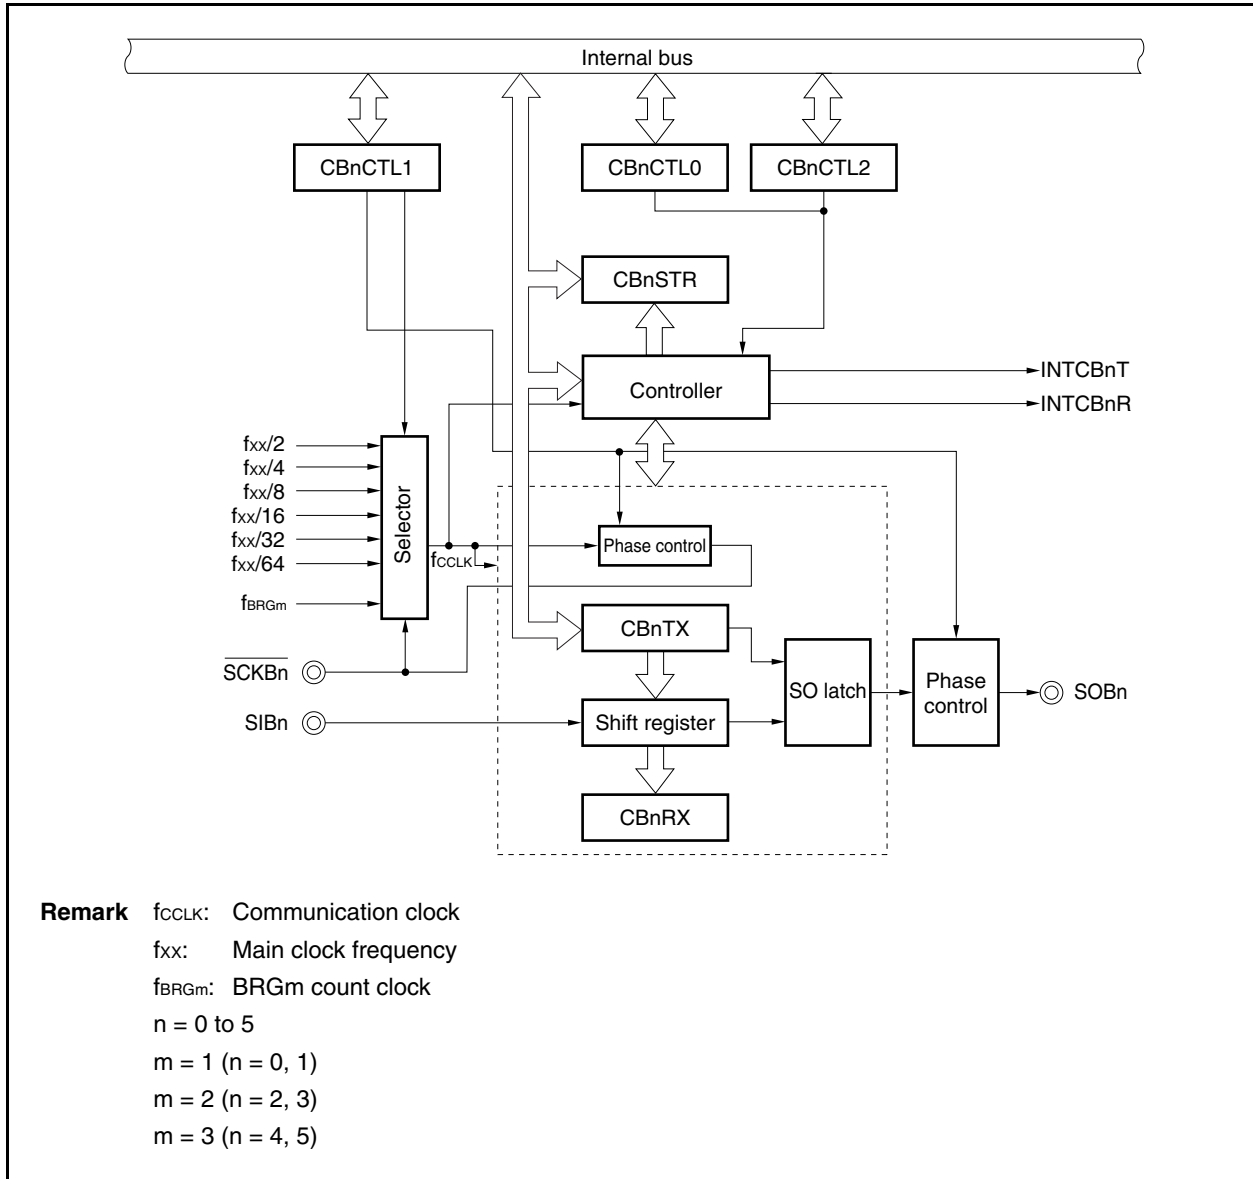 Internal bus
CBnCTL1
CBnCTL0
CBnCTL2
CBnSTR
Controller
INTCBnT
INTCBnR
fxx/2
fxx/4
fxx/8
fxx/16
fxx/32
fxx/64
fBRGm
Selector
fCCLK
Phase control
SCKBn
SIBn
CBnTX
Shift register
CBnRX
SO latch
Phase
control
SOBn
Remark fCCLK: Communication clock
fxx: Main clock frequency
fBRGm: BRGm count clock
n = 0 to 5
m = 1 (n = 0, 1)
m = 2 (n = 2, 3)
m = 3 (n = 4, 5)